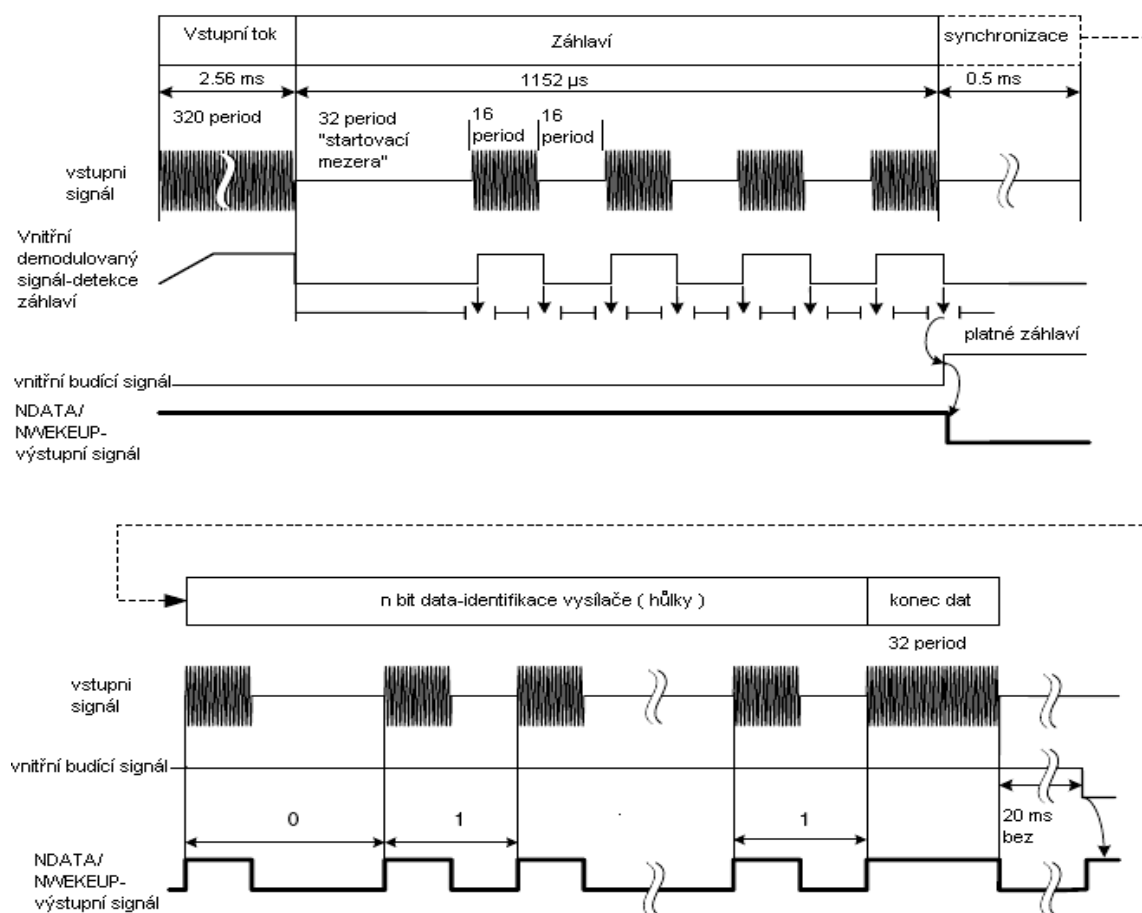 Vstupní tok
Záhlaví
synchronizace
2.56 ms
1152 µs
0.5 ms
320 period
32 period
"startovací
mezera"
16
period
16
period
vstupni
signál
Vnitřní
demodulovaný
signál-detekce
záhlaví
platné záhlaví
vnitřní budící signál
NDATA/
NWEKEUP-
výstupní signál
n bit data-identifikace vysílače ( hůlky )
konec dat
32 period
vstupni
signál
vnitřní budící signál
0
1
1
20 ms
bez
NDATA/
NWEKEUP-
výstupní signál